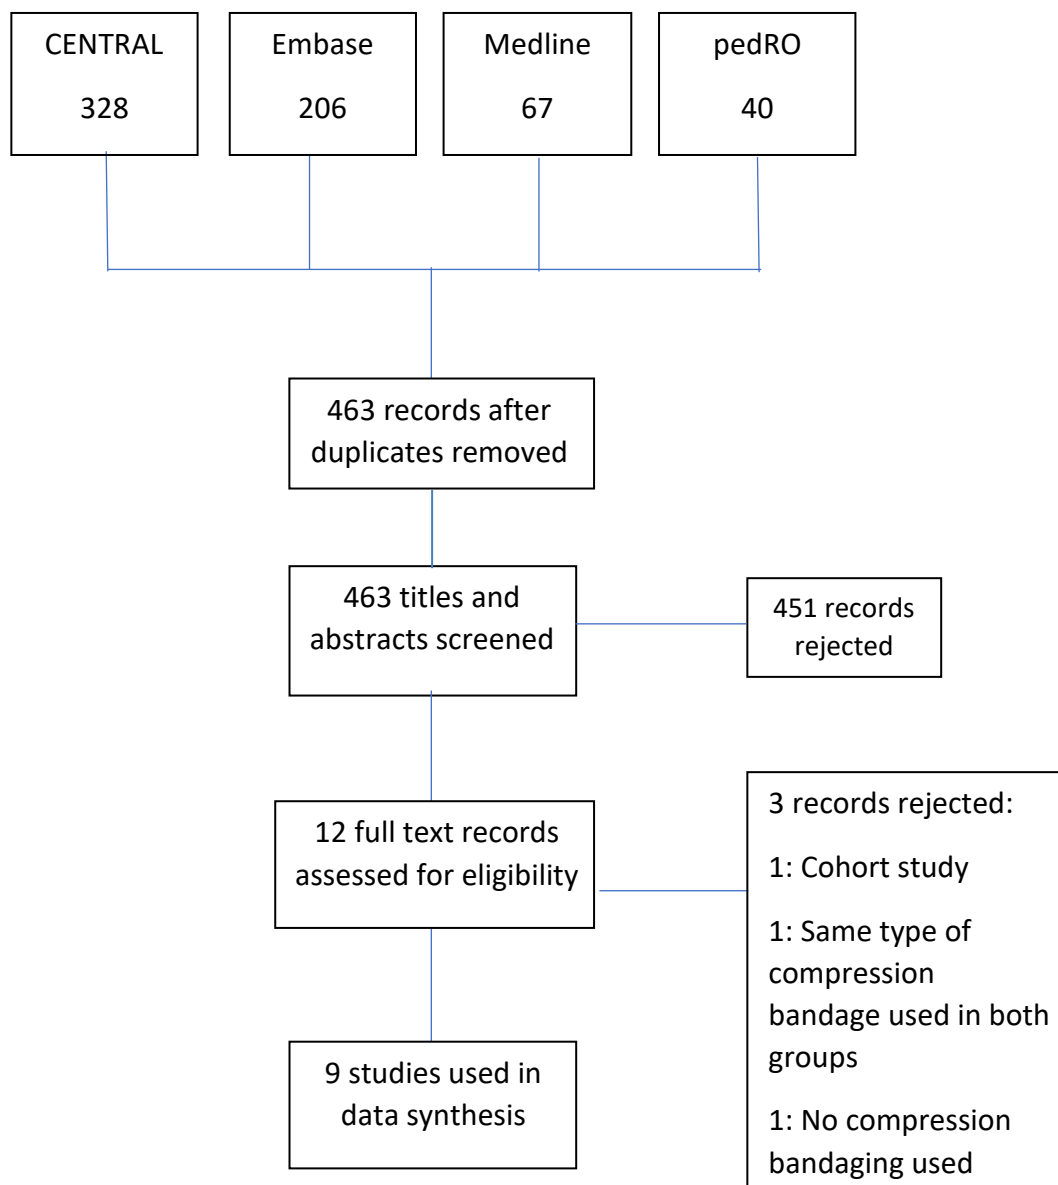 CENTRAL
328
Embase
206
Medline
67
pedRO
40
463 records after
duplicates removed
463 titles and
abstracts screened
451 records
rejected
12 full text records
assessed for eligibility
3 records rejected:
1: Cohort study
1: Same type of
compression
bandage used in both
groups
1: No compression
bandaging used
9 studies used in
data synthesis